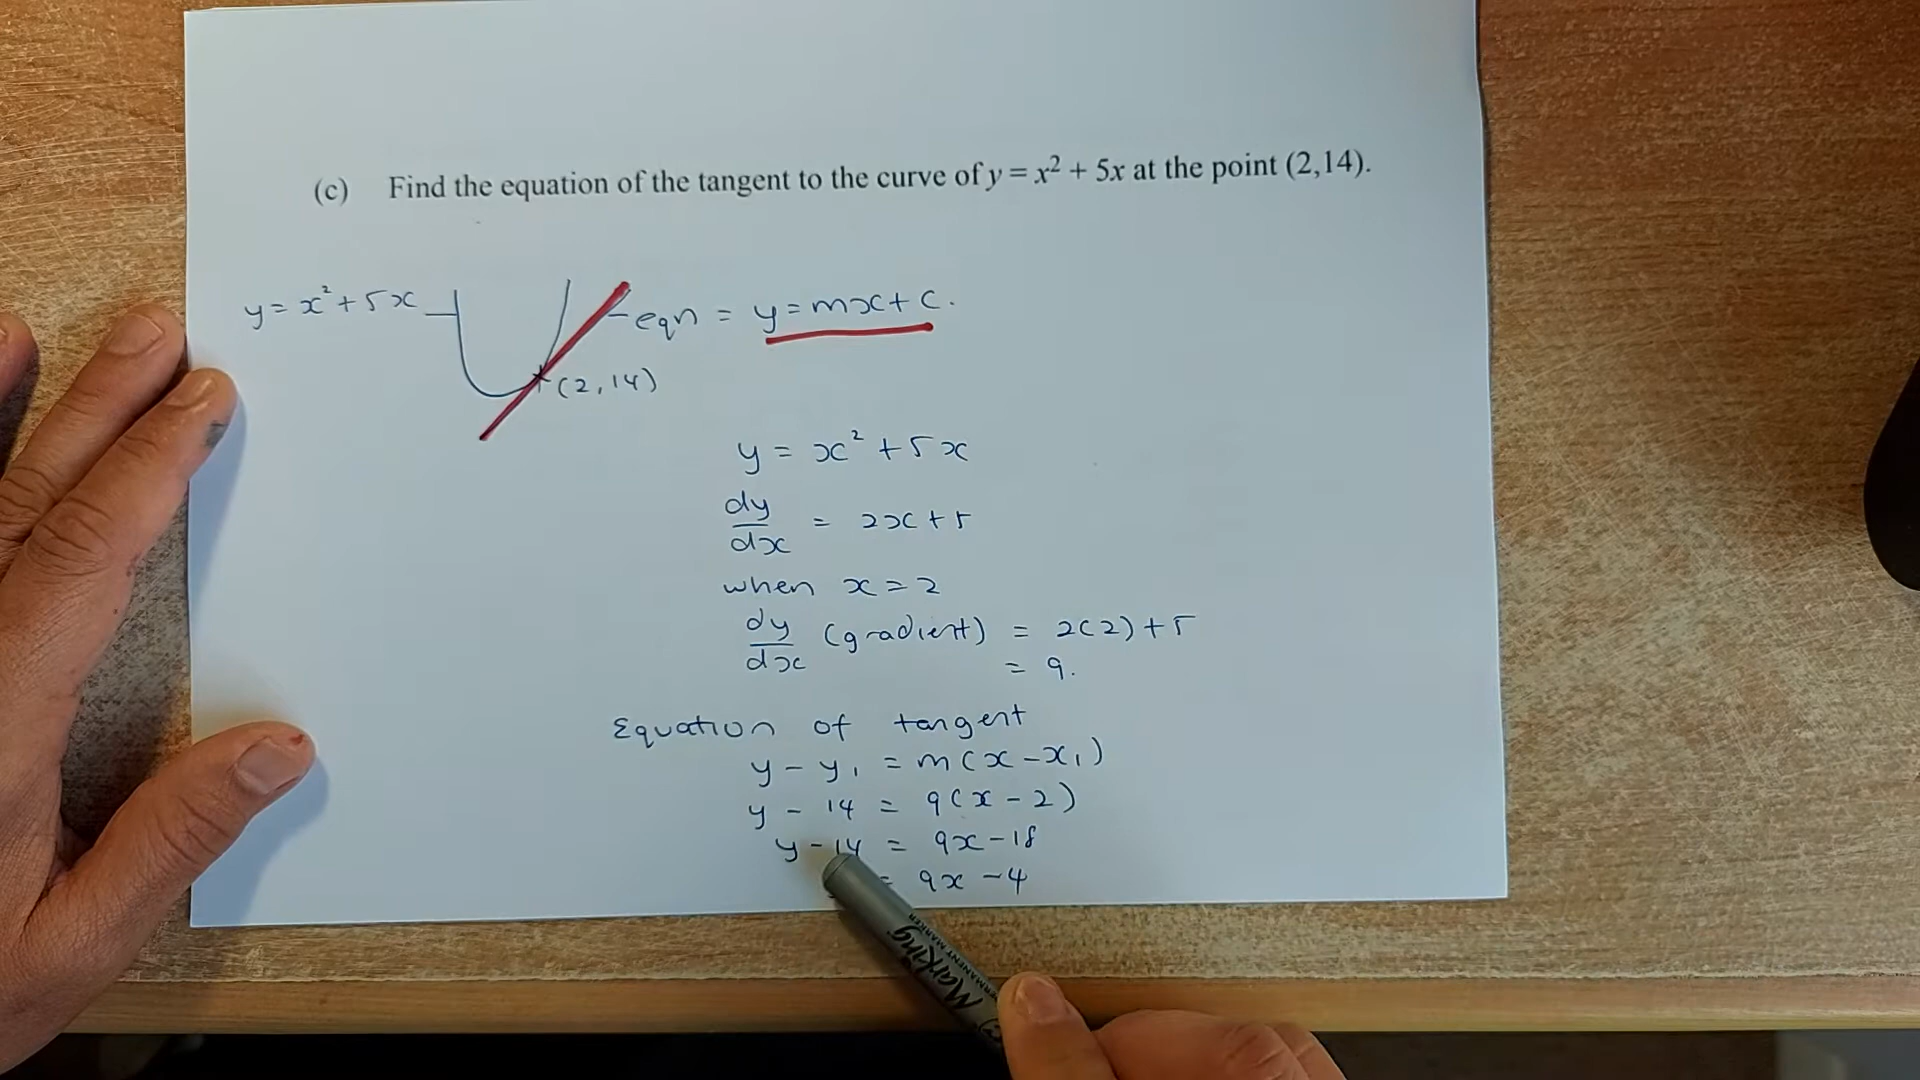 (c) Find the equation of the tangent to the curve of y = x² + 5x at the point (2,14).
y = x² + 5x
eqn = y = mx + c.
(2, 14)
y = x² + 5x
dy/dx = 2x + 5
when x = 2
dy/dx (gradient) = 2(2) + 5
= 9.
Equation of tangent
y - y₁ = m(x - x₁)
y - 14 = 9(x - 2)
y - 14 = 9x - 18
= 9x - 4
Marking
PERMANENT MARKER